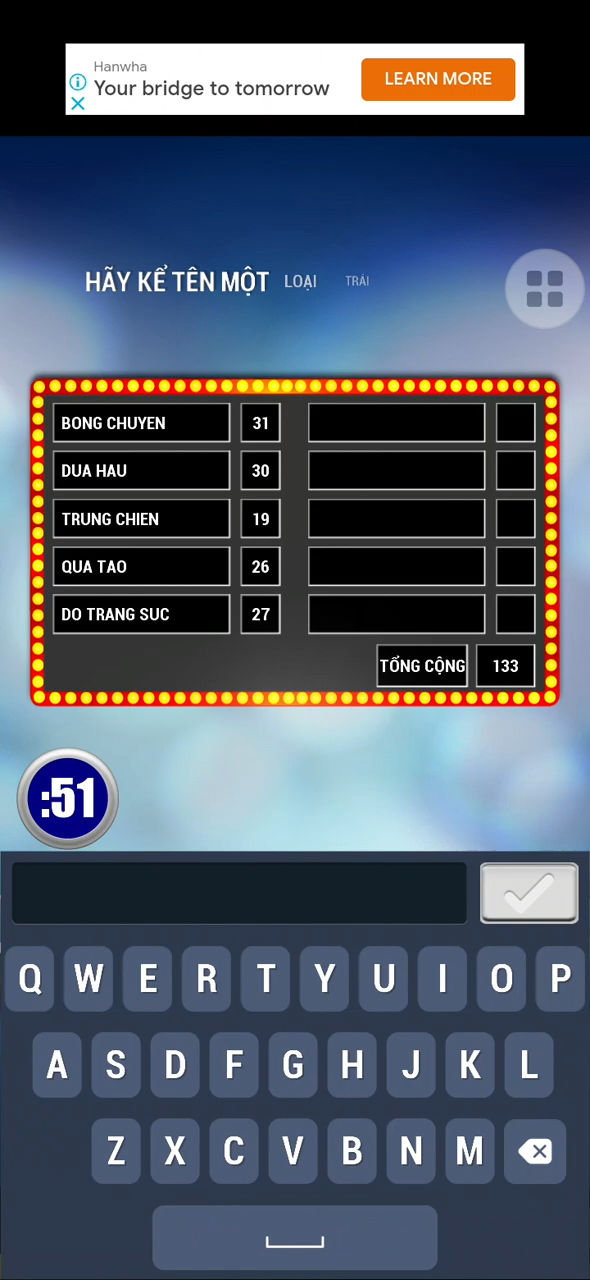 Hanwha
Your bridge to tomorrow
LEARN MORE
HÃY KỂ TÊN MỘT LOẠI TRÁI
BONG CHUYEN 31
DUA HAU 30
TRUNG CHIEN 19
QUA TAO 26
DO TRANG SUC 27
TỔNG CỘNG 133
:51
Q W E R T Y U I O P
A S D F G H J K L
Z X C V B N M